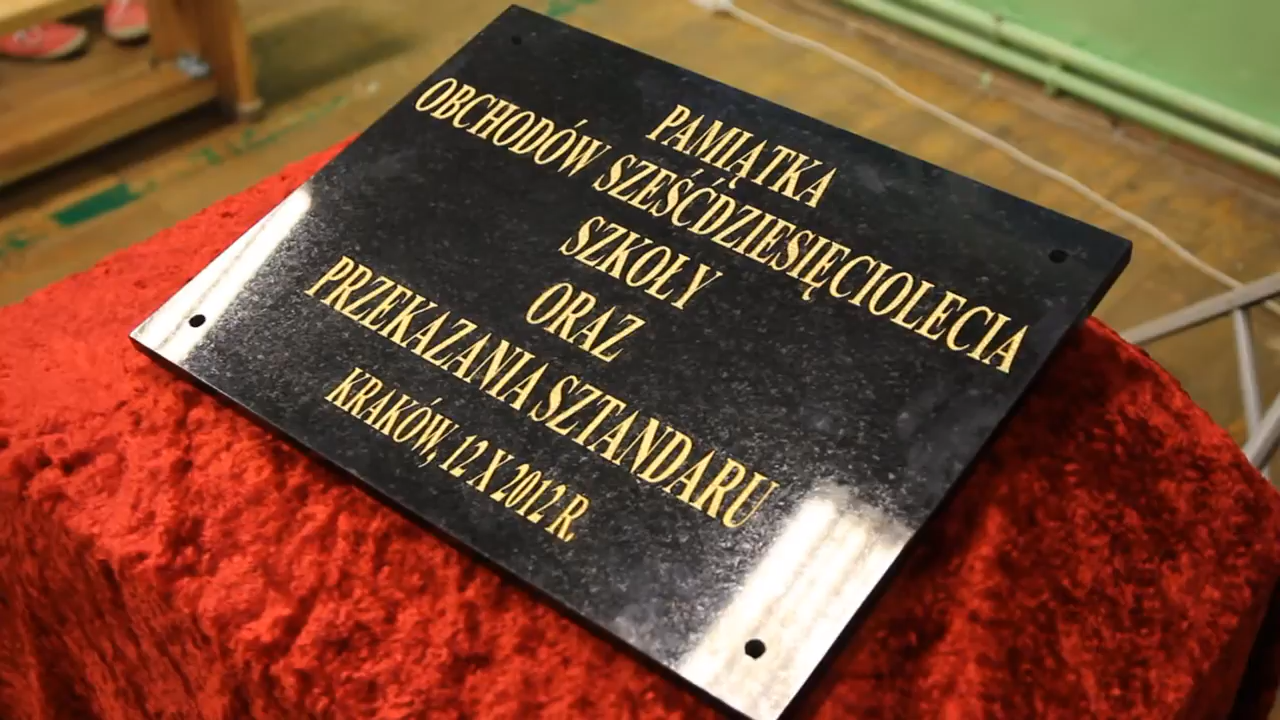 PAMIĄTKA
OBCHODÓW SZEŚĆDZIESIĘCIOLECIA
SZKOŁY
ORAZ
PRZEKAZANIA SZTANDARU
KRAKÓW, 12 X 2012 R.